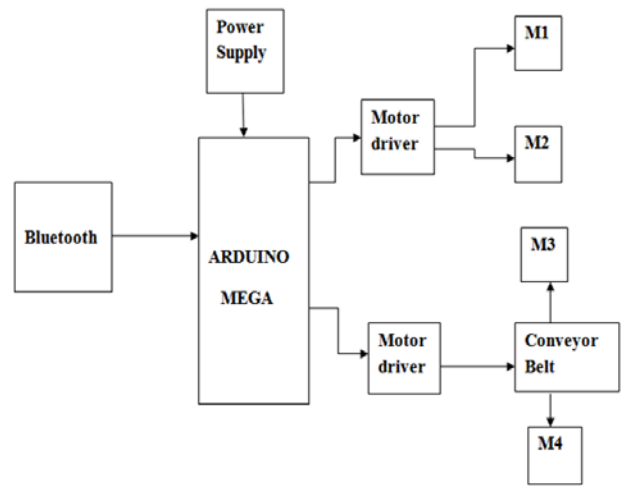 Power
Supply
M1
Motor
driver
M2
Bluetooth
ARDUINO
MEGA
M3
Motor
driver
Conveyor
Belt
M4